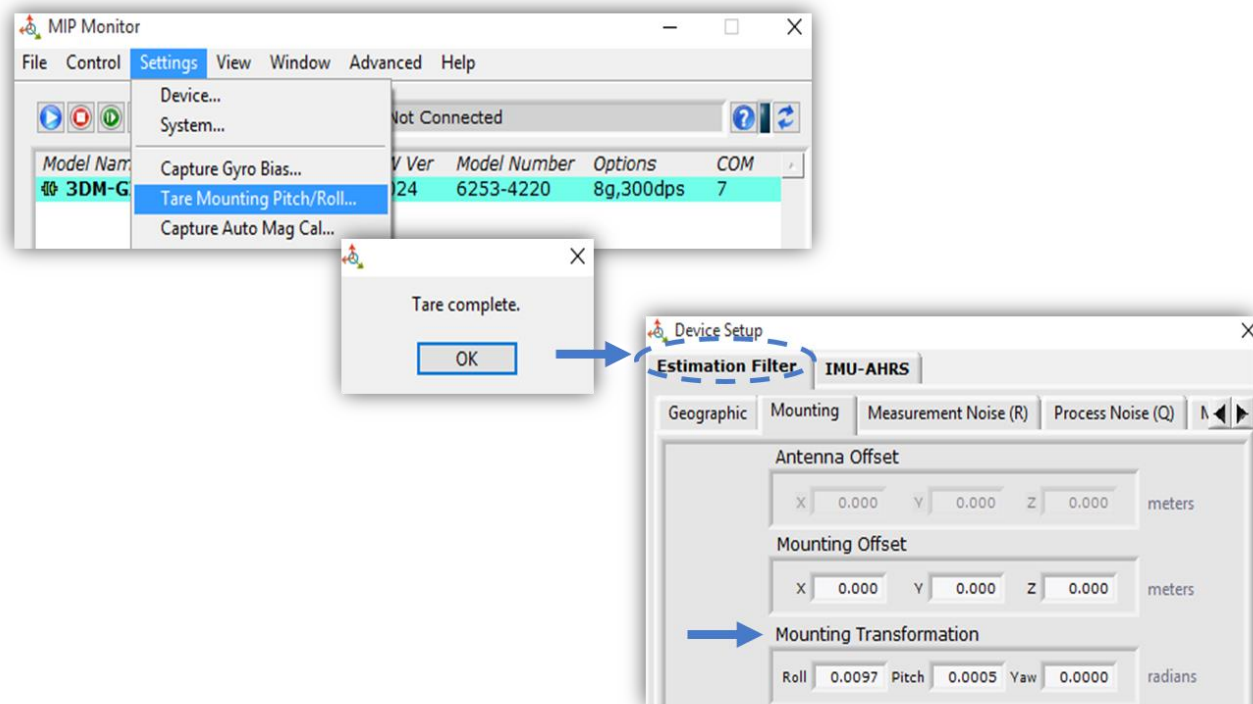 MIP Monitor
File Control Settings View Window Advanced Help
Device...
System...
Not Connected
Capture Gyro Bias...
Tare Mounting Pitch/Roll...
Capture Auto Mag Cal...
Model Nam
W Ver Model Number Options COM
3DM-G
024 6253-4220 8g,300dps 7
Tare complete.
OK
Device Setup
Estimation Filter IMU-AHRS
Geographic Mounting Measurement Noise (R) Process Noise (Q)
Antenna Offset
X 0.000 Y 0.000 Z 0.000 meters
Mounting Offset
X 0.000 Y 0.000 Z 0.000 meters
Mounting Transformation
Roll 0.0097 Pitch 0.0005 Yaw 0.0000 radians